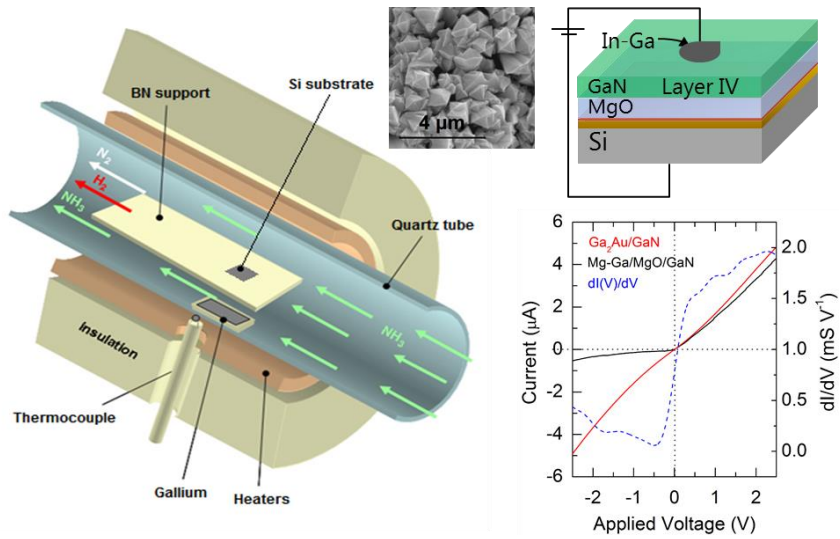 Si substrate
BN support
N₂
H₂
NH₃
Quartz tube
NH₃
Insulation
Thermocouple
Gallium
Heaters
4 µm
In-Ga
GaN
Layer IV
MgO
Si
Ga₂Au/GaN
Mg-Ga/MgO/GaN
dI(V)/dV
Current (µA)
6
4
2
0
-2
-4
-6
-2
-1
0
1
2
Applied Voltage (V)
2.0
1.5
1.0
0.5
0.0
dI/dV (mS V⁻¹)